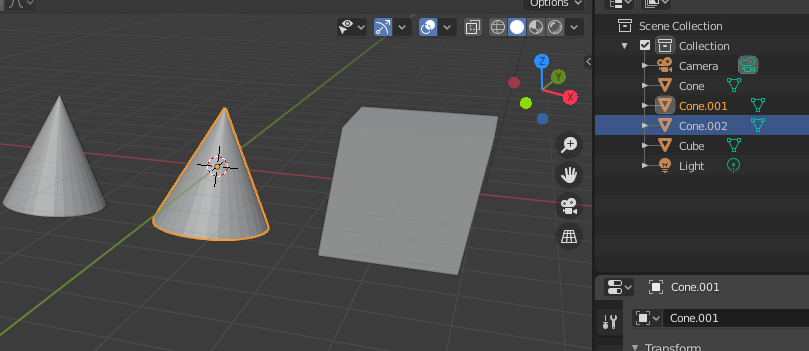 Options
Scene Collection
Collection
Camera
Cone
Cone.001
Cone.002
Cube
Light
Z
Y
X
Cone.001
Cone.001
Transform